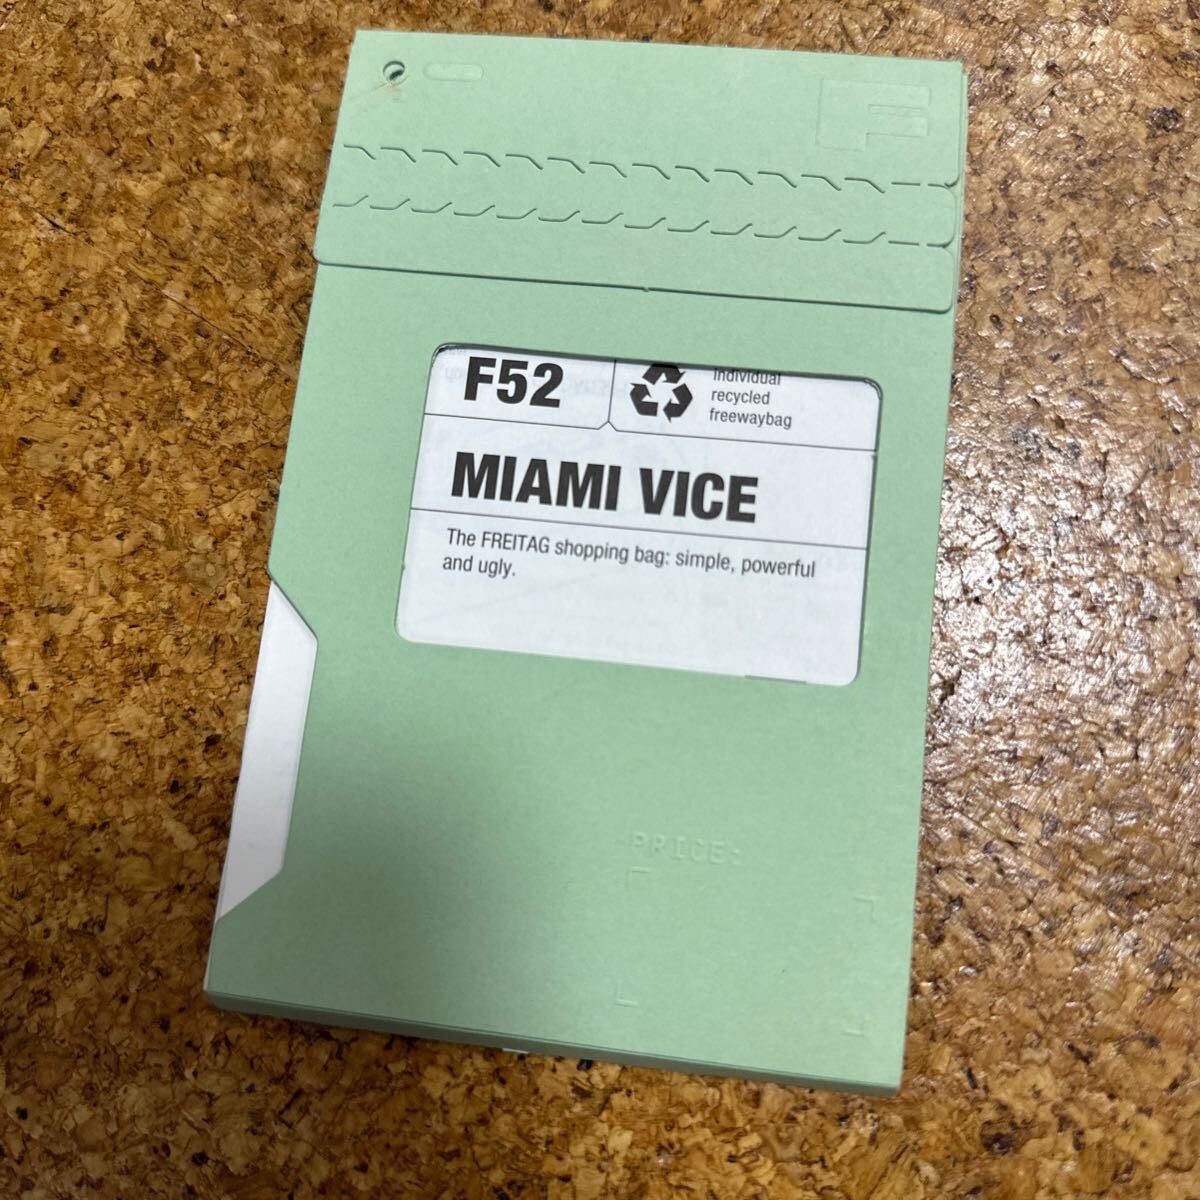 F
F52
individual
recycled
freewaybag
MIAMI VICE
The FREITAG shopping bag: simple, powerful
and ugly.
PRICE: